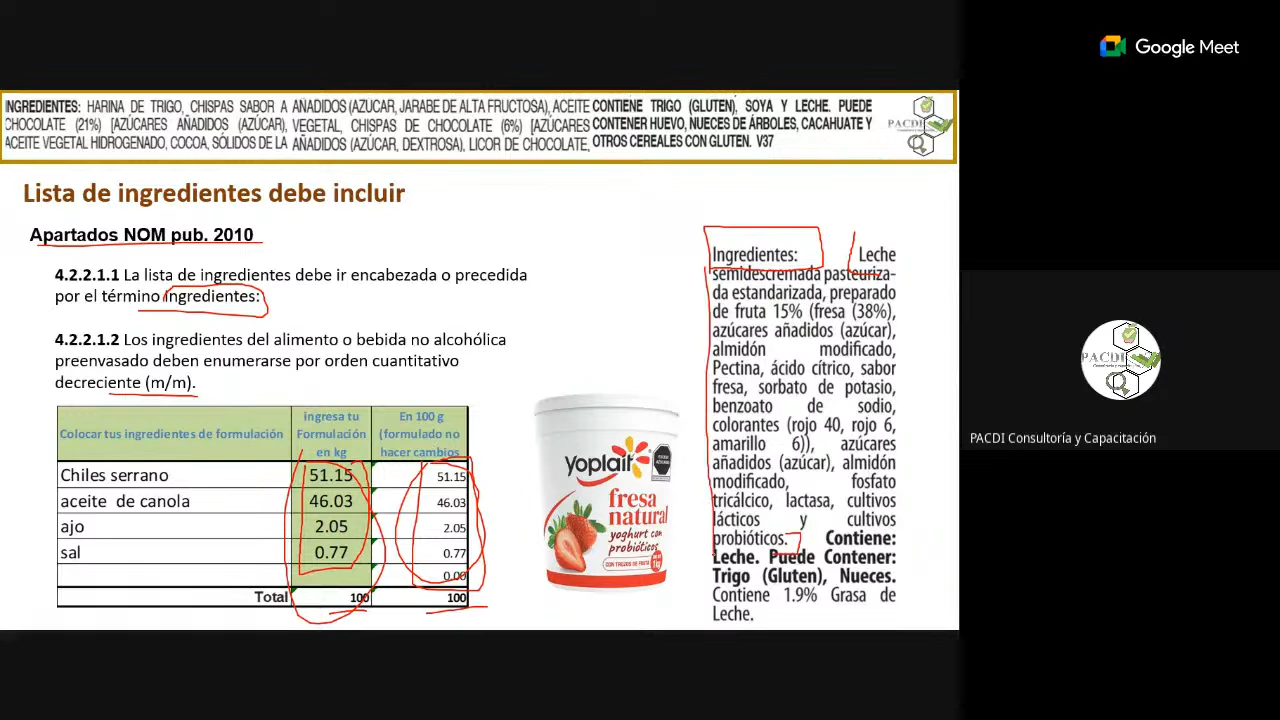 Google Meet
INGREDIENTES: HARINA DE TRIGO, CHISPAS SABOR A
CHOCOLATE (21%) [AZÚCARES AÑADIDOS (AZÚCAR),
ACEITE VEGETAL HIDROGENADO, COCOA, SÓLIDOS DE LA
AÑADIDOS (AZUCAR, JARABE DE ALTA FRUCTOSA), ACEITE
VEGETAL, CHISPAS DE CHOCOLATE (6%) [AZÚCARES
AÑADIDOS (AZÚCAR, DEXTROSA), LICOR DE CHOCOLATE,
CONTIENE TRIGO (GLUTEN), SOYA Y LECHE. PUEDE
CONTENER HUEVO, NUECES DE ÁRBOLES, CACAHUATE Y
OTROS CEREALES CON GLUTEN. V37
PACDI
Lista de ingredientes debe incluir
Apartados NOM pub. 2010
4.2.2.1.1 La lista de ingredientes debe ir encabezada o precedida
por el término ingredientes:
4.2.2.1.2 Los ingredientes del alimento o bebida no alcohólica
preenvasado deben enumerarse por orden cuantitativo
decreciente (m/m).
Colocar tus ingredientes de formulación
ingresa tu
Formulación
en kg
En 100 g
(formulado no
hacer cambios
Chiles serrano 51.15 51.15
aceite de canola 46.03 46.03
ajo 2.05 2.05
sal 0.77 0.77
0.00
Total 100 100
yoplait
fresa
natural
yoghurt con
probióticos
CON TROZOS DE FRUTA
1kg
Ingredientes: Leche
semidescremada pasteuriza-
da estandarizada, preparado
de fruta 15% (fresa (38%),
azúcares añadidos (azúcar),
almidón modificado,
Pectina, ácido cítrico, sabor
fresa, sorbato de potasio,
benzoato de sodio,
colorantes (rojo 40, rojo 6,
amarillo 6)), azúcares
añadidos (azúcar), almidón
modificado, fosfato
tricálcico, lactasa, cultivos
lácticos y cultivos
probióticos. Contiene:
Leche. Puede Contener:
Trigo (Gluten), Nueces.
Contiene 1.9% Grasa de
Leche.
PACDI
PACDI Consultoría y Capacitación